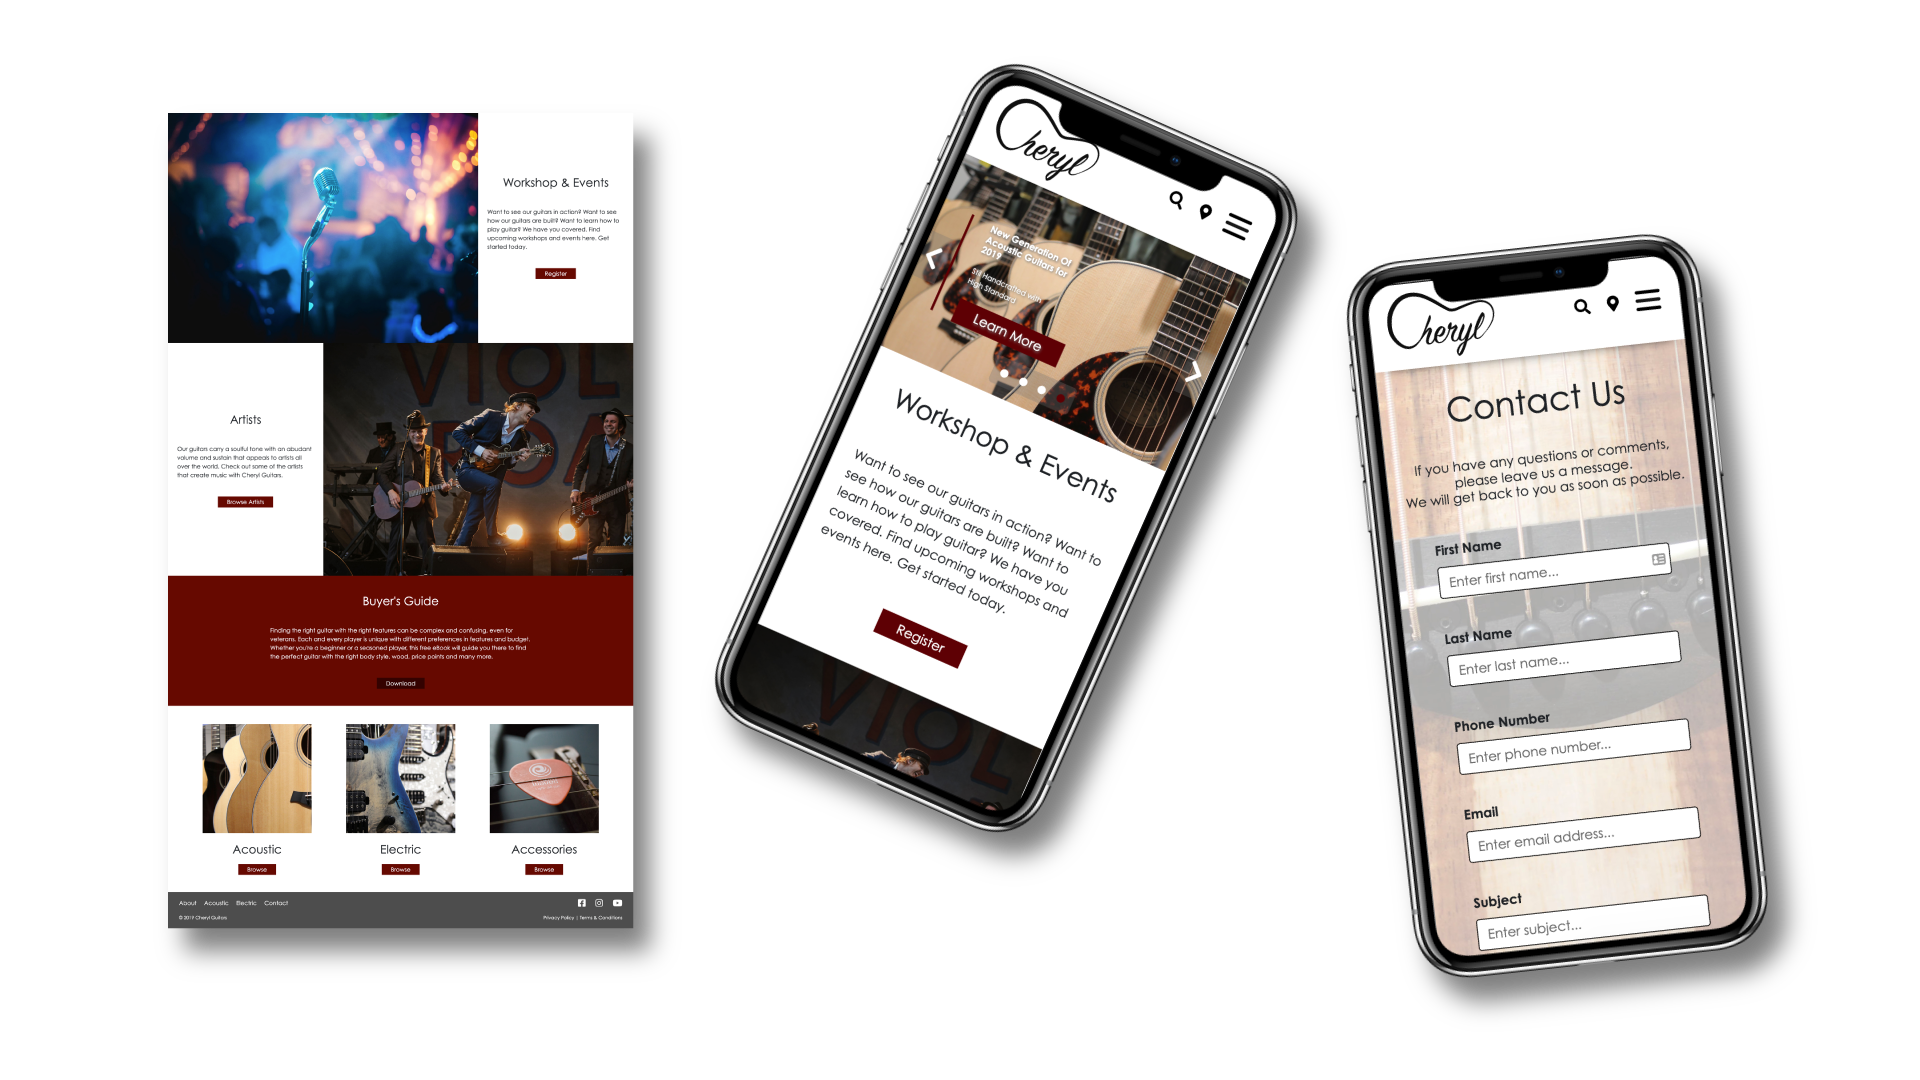 Workshop & Events
Want to see our guitars in action? Want to see
how our guitars are built? Want to learn how to
play guitar? We have you covered. Find
upcoming workshops and events here. Get
started today.
Register
VIOL
Artists
Our guitars carry a soulful tone with an abudant
volume and sustain that appeals to artists all
over the world. Check out some of the artists
that create music with Cheryl Guitars.
Browse Artists
Buyer's Guide
Finding the right guitar with the right features can be complex and confusing, even for
veterans. Each and every player is unique with different preferences in features and budget.
Whether you're a beginner or a seasoned player, this free eBook will guide you there to find
the perfect guitar with the right body style, wood, price points and many more.
Download
Acoustic
Browse
Electric
Browse
Accessories
Browse
About Acoustic Electric Contact
© 2019 Cheryl Guitars
Privacy Policy | Terms & Conditions
Cheryl
New Generation Of
Acoustic Guitars for
2019
Still Handcrafted with
High Standard
Learn More
Workshop & Events
Want to see our guitars in action? Want to
see how our guitars are built? Want to
learn how to play guitar? We have you
covered. Find upcoming workshops and
events here. Get started today.
Register
VIOL
Cheryl
Contact Us
If you have any questions or comments,
please leave us a message.
We will get back to you as soon as possible.
First Name
Enter first name...
Last Name
Enter last name...
Phone Number
Enter phone number...
Email
Enter email address...
Subject
Enter subject...